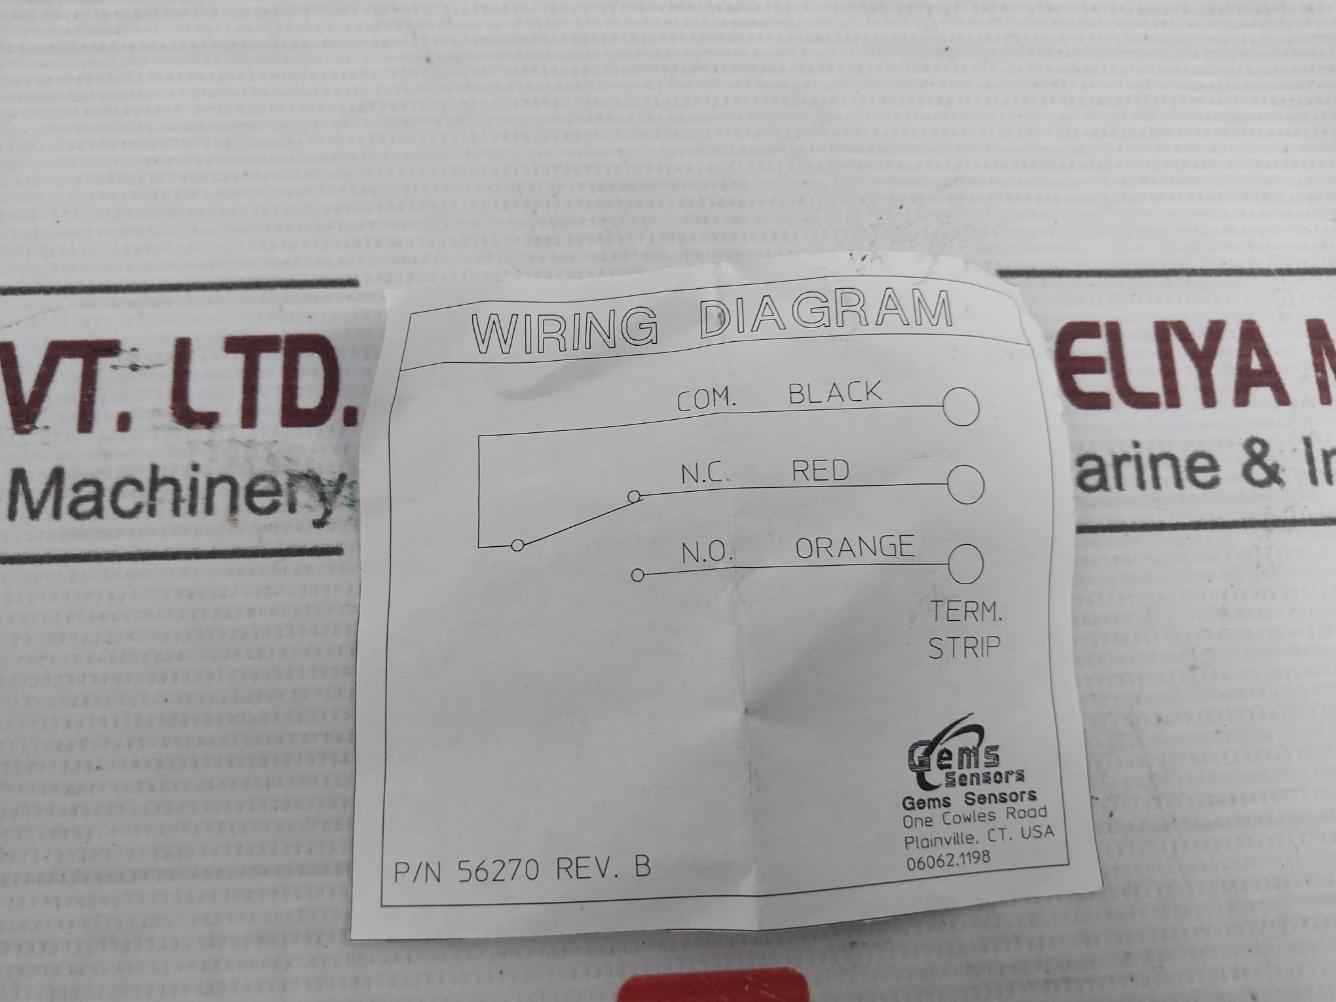 WIRING DIAGRAM
COM. BLACK
N.C. RED
N.O. ORANGE
TERM.
STRIP
Gems
Sensors
Gems Sensors
One Cowles Road
Plainville, CT. USA
06062.1198
P/N 56270 REV. B
VT. LTD.
Machinery
ELIYA M
arine & In